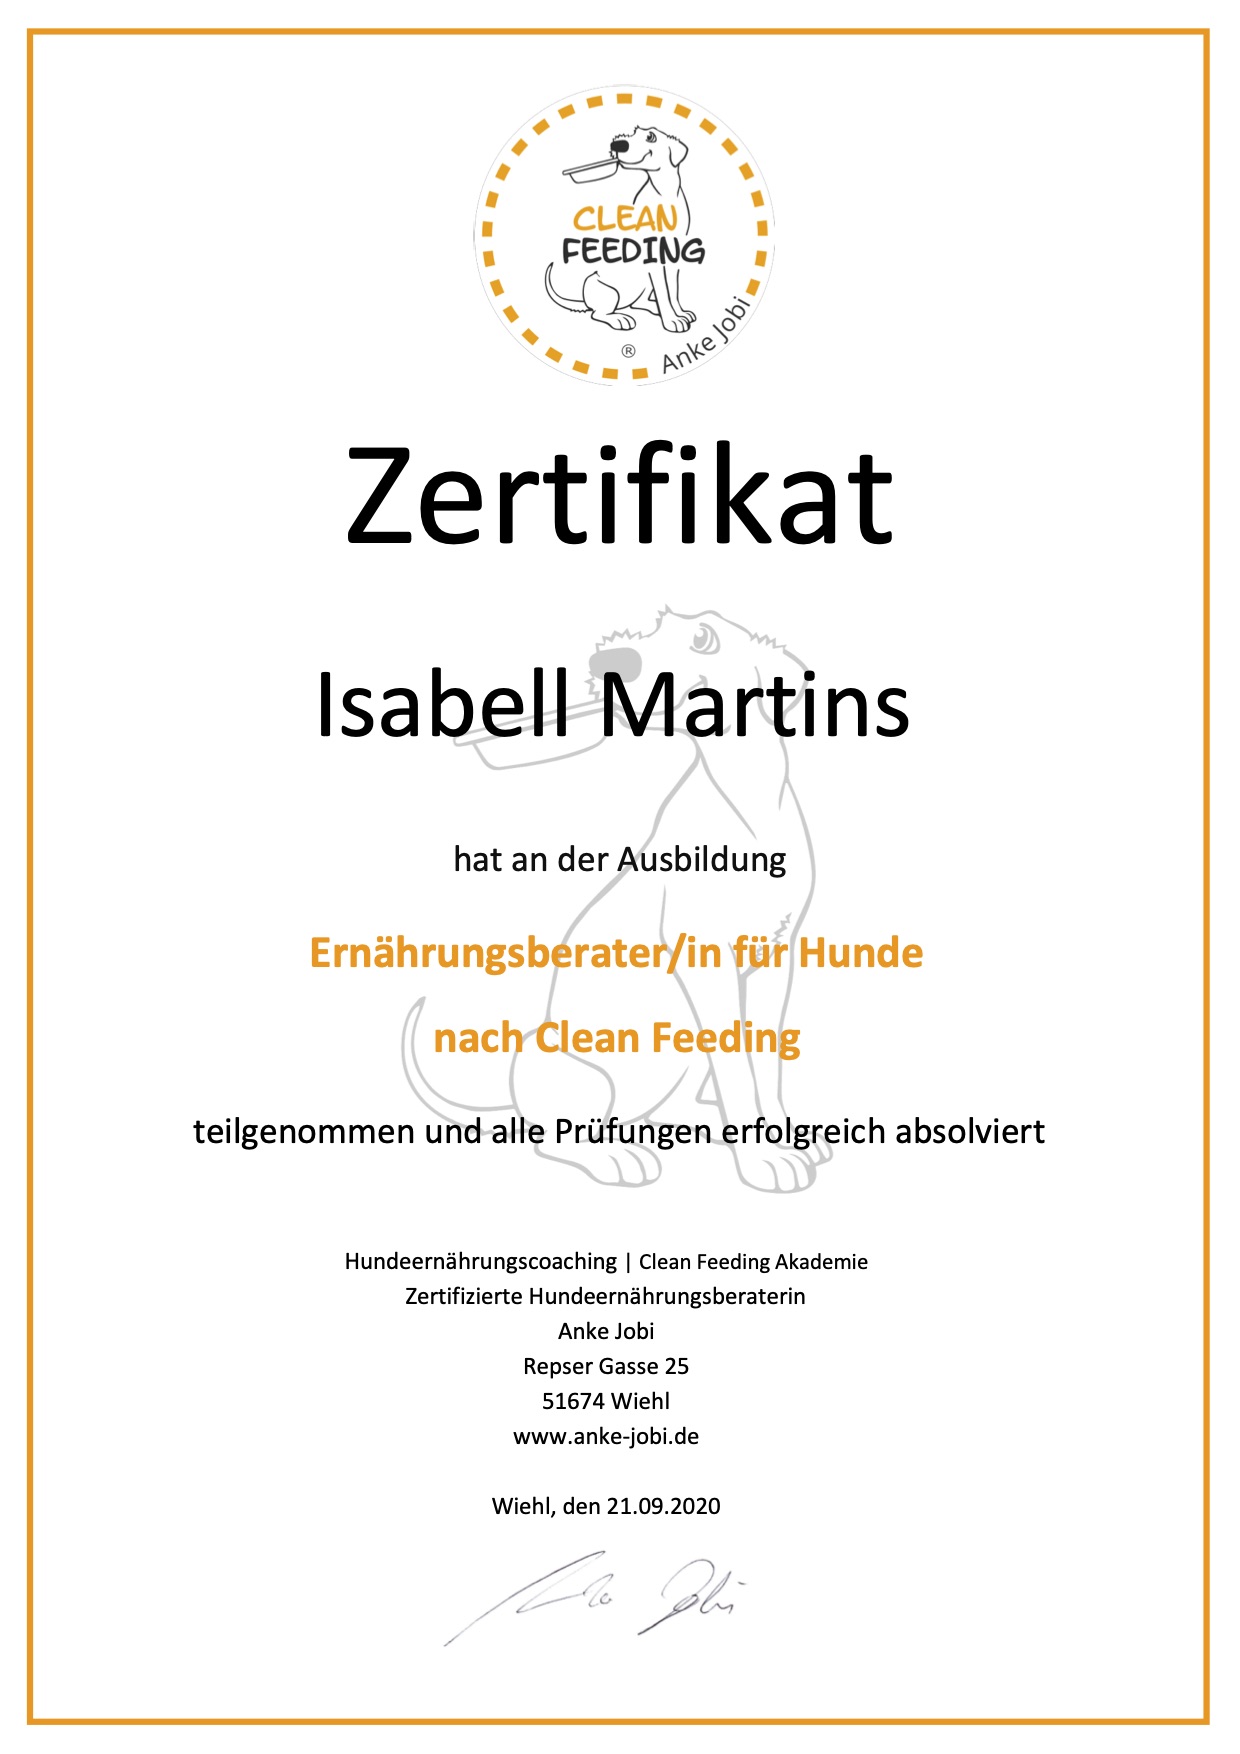 CLEAN
FEEDING
® Anke Jobi
Zertifikat
Isabell Martins
hat an der Ausbildung
Ernährungsberater/in für Hunde
nach Clean Feeding
teilgenommen und alle Prüfungen erfolgreich absolviert
Hundeernährungscoaching | Clean Feeding Akademie
Zertifizierte Hundeernährungsberaterin
Anke Jobi
Repser Gasse 25
51674 Wiehl
www.anke-jobi.de
Wiehl, den 21.09.2020